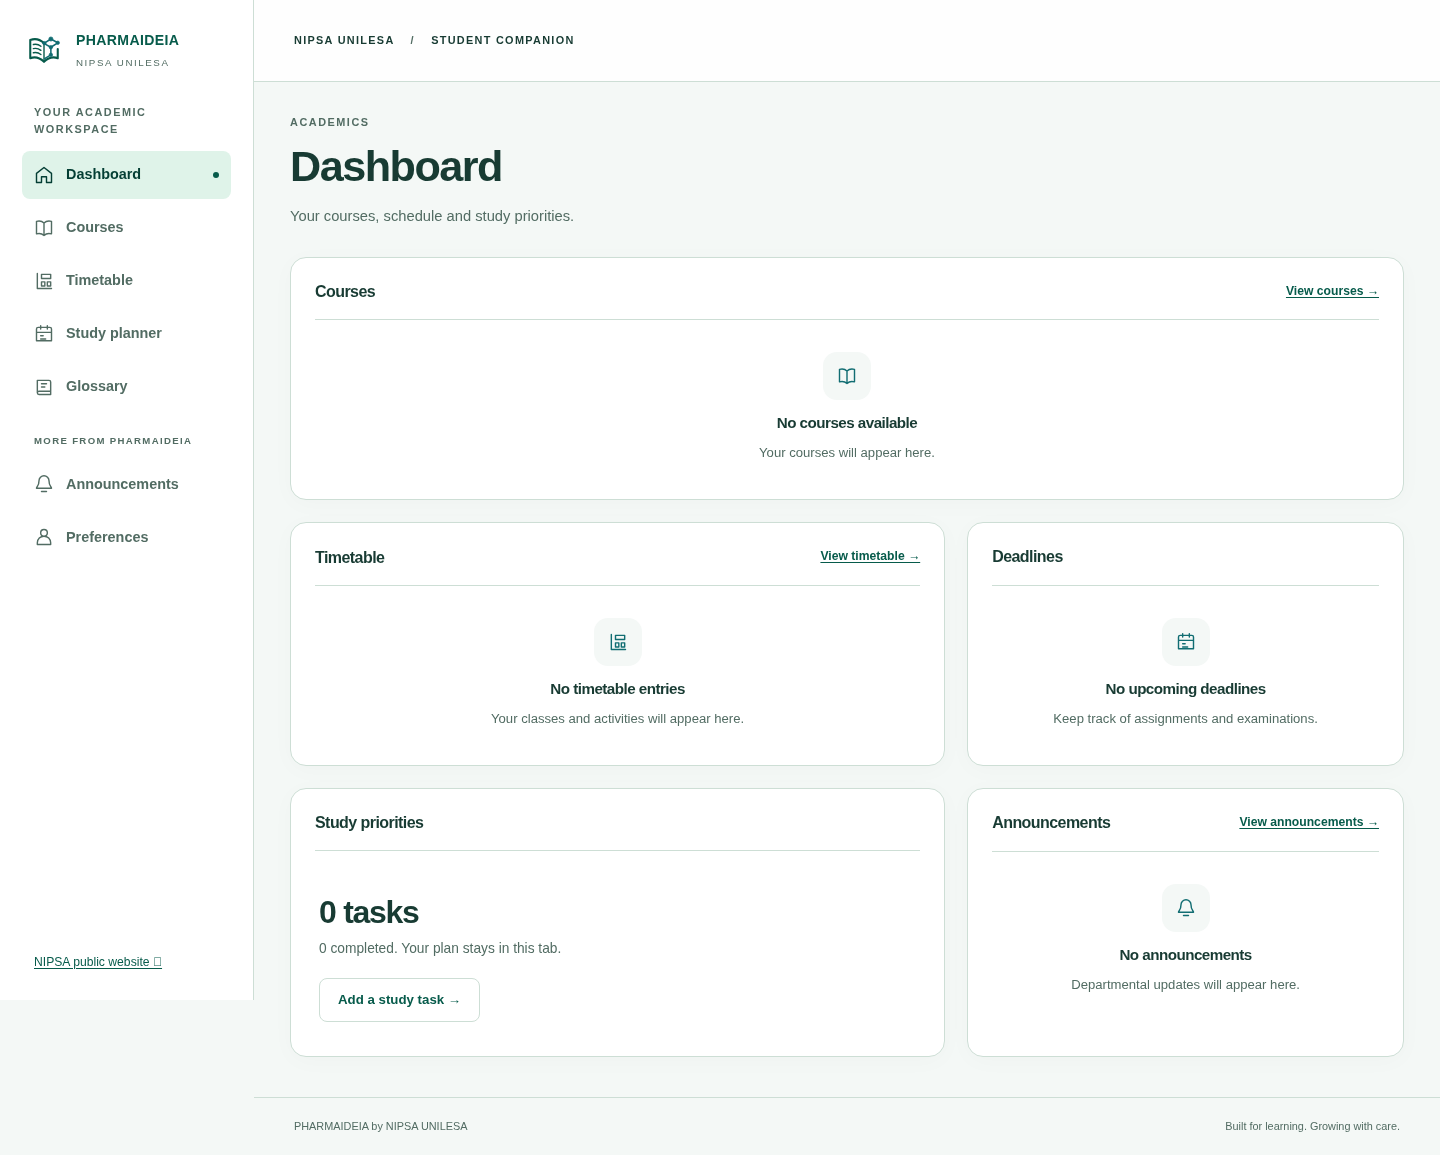 PHARMAIDEIA
NIPSA UNILESA
YOUR ACADEMIC
WORKSPACE
Dashboard
Courses
Timetable
Study planner
Glossary
MORE FROM PHARMAIDEIA
Announcements
Preferences
NIPSA public website
NIPSA UNILESA / STUDENT COMPANION
ACADEMICS
Dashboard
Your courses, schedule and study priorities.
Courses
View courses →
No courses available
Your courses will appear here.
Timetable
View timetable →
No timetable entries
Your classes and activities will appear here.
Deadlines
No upcoming deadlines
Keep track of assignments and examinations.
Study priorities
0 tasks
0 completed. Your plan stays in this tab.
Add a study task →
Announcements
View announcements →
No announcements
Departmental updates will appear here.
PHARMAIDEIA by NIPSA UNILESA
Built for learning. Growing with care.